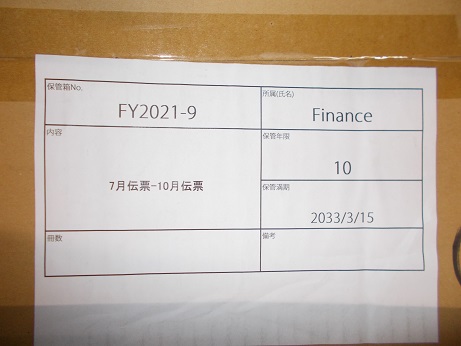 保管箱No.
FY2021-9
所属(氏名)
Finance
内容
7月伝票-10月伝票
保管年限
10
保管満期
2033/3/15
冊数
備考